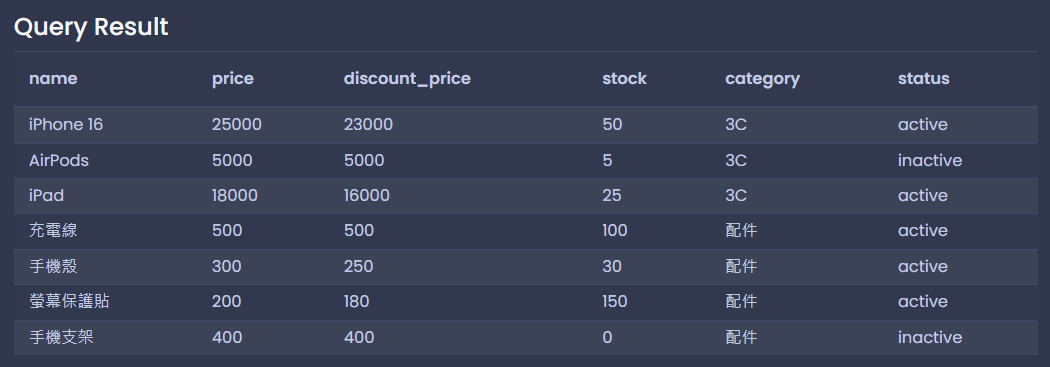 Query Result
name price discount_price stock category status
iPhone 16 25000 23000 50 3C active
AirPods 5000 5000 5 3C inactive
iPad 18000 16000 25 3C active
充電線 500 500 100 配件 active
手機殼 300 250 30 配件 active
螢幕保護貼 200 180 150 配件 active
手機支架 400 400 0 配件 inactive